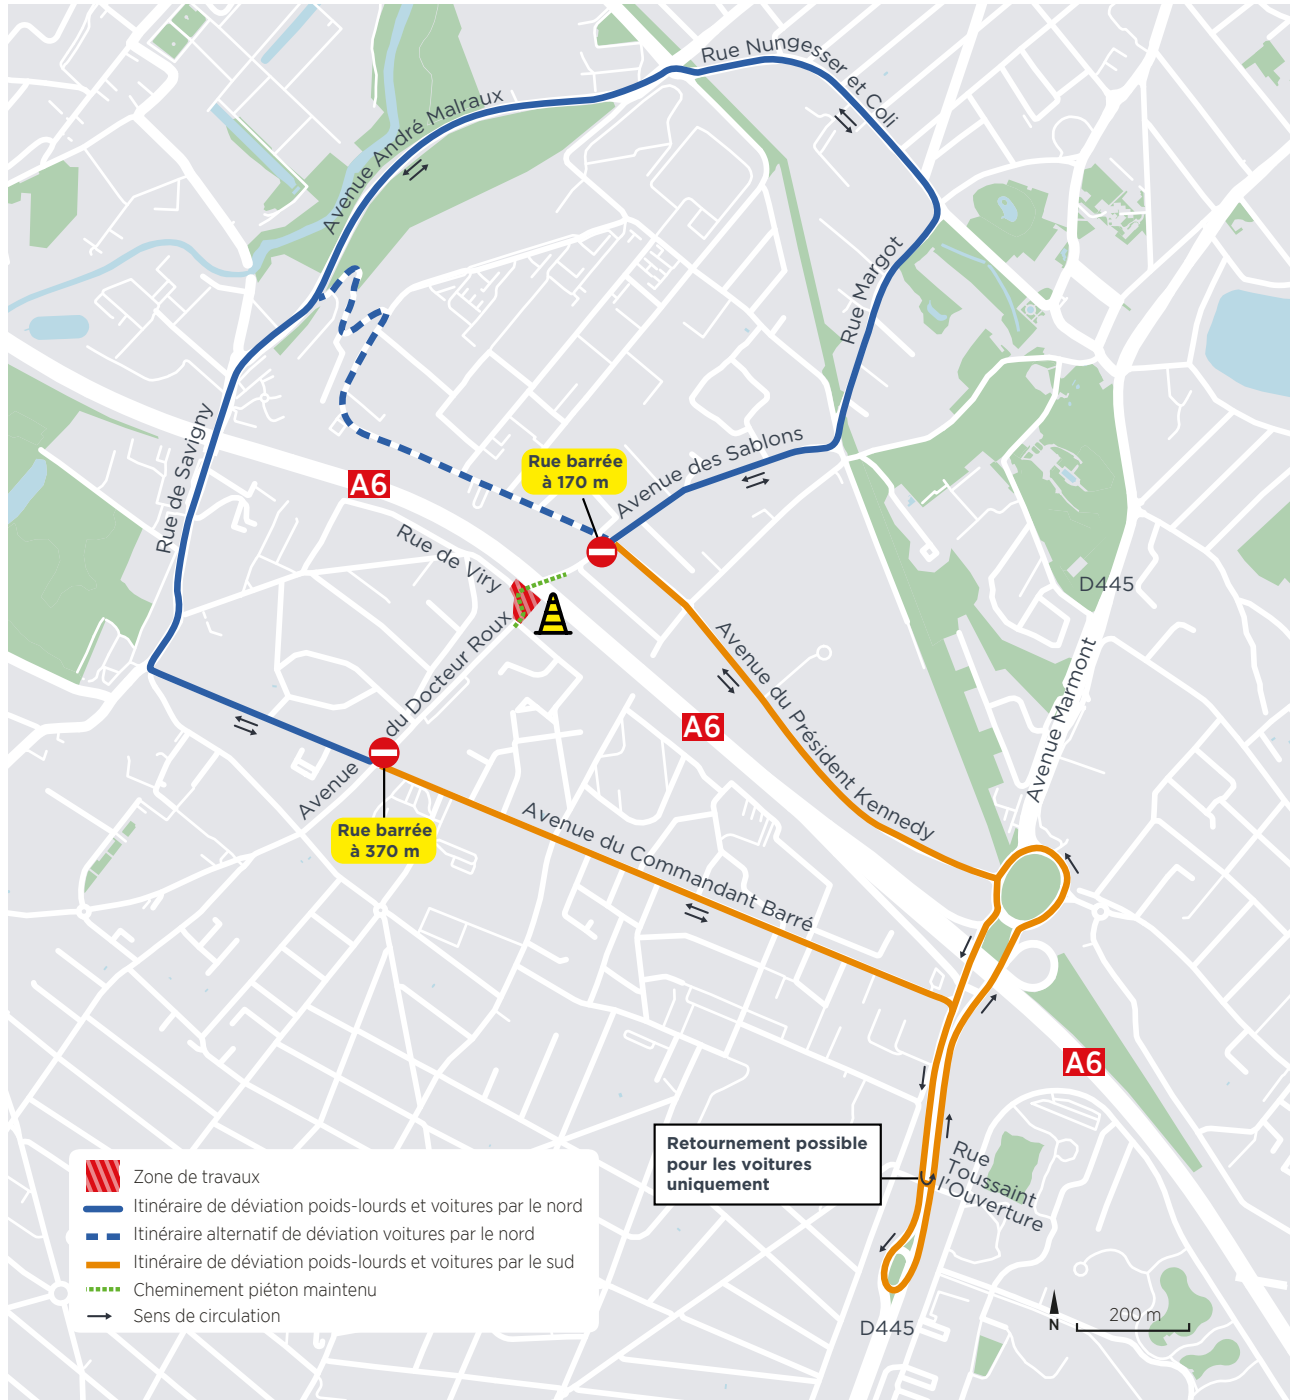 Rue Nungesser et Coli
Avenue André Malraux
Rue Margot
Rue de Savigny
Avenue des Sablons
Rue barrée
à 170 m
A6
Rue de Viry
D445
Avenue du Docteur Roux
Avenue du Président Kennedy
Avenue Marmont
A6
Rue barrée
à 370 m
Avenue du Commandant Barré
A6
Retournement possible
pour les voitures
uniquement
Rue
Toussaint
l'Ouverture
Zone de travaux
Itinéraire de déviation poids-lourds et voitures par le nord
Itinéraire alternatif de déviation voitures par le nord
Itinéraire de déviation poids-lourds et voitures par le sud
Cheminement piéton maintenu
Sens de circulation
D445
N
200 m